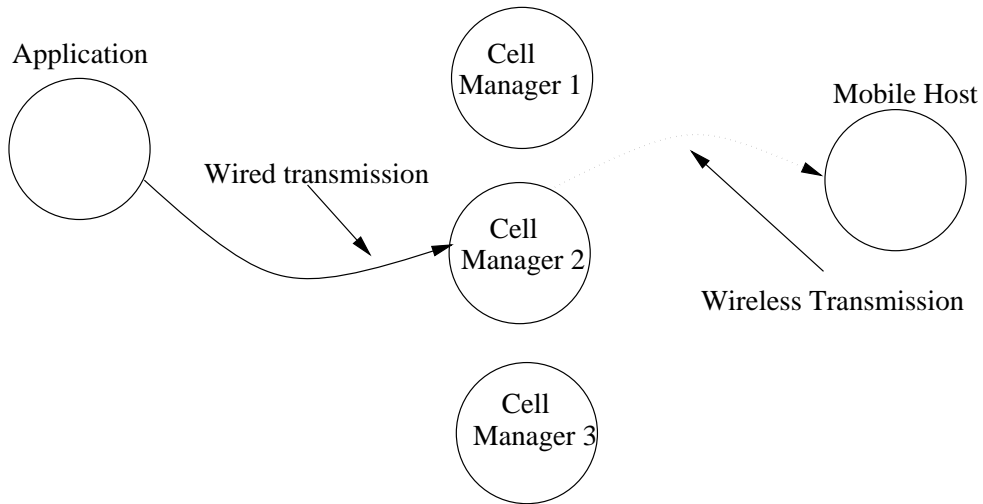 Application
Cell
Manager 1
Mobile Host
Wired transmission
Cell
Manager 2
Wireless Transmission
Cell
Manager 3